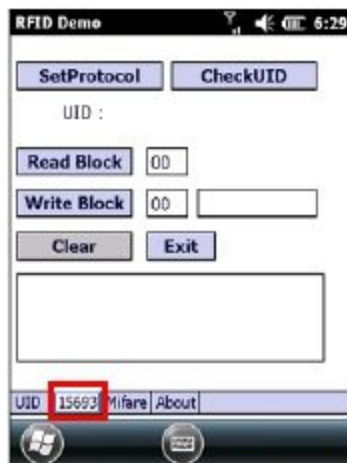 RFID Demo 6:29
SetProtocol CheckUID
UID :
Read Block 00
Write Block 00
Clear Exit
UID 15693 Mifare About